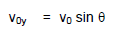 v₀y = v₀ sin θ